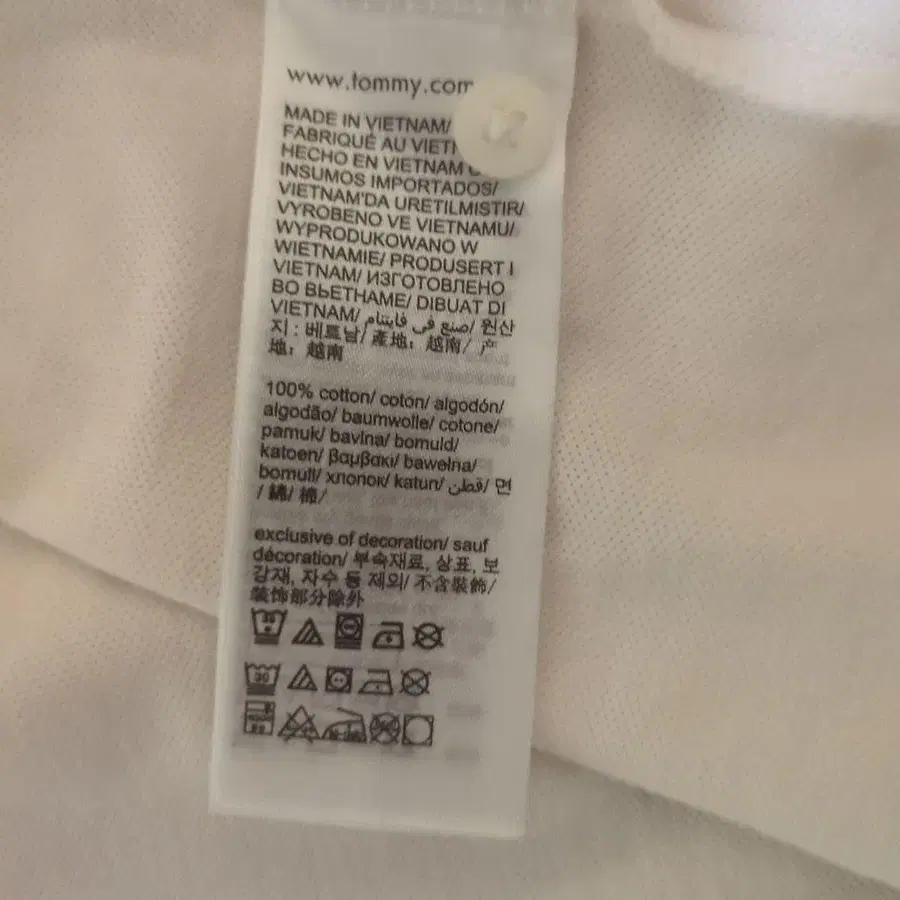 www.tommy.com
MADE IN VIETNAM/
FABRIQUÉ AU
HECHO EN VIETNAM
INSUMOS IMPORTADOS/
VIETNAM'DA URETILMISTIR/
VYROBENO VE VIETNAMU/
WYPRODUKOWANO W
WIETNAMIE/ PRODUSERT I
VIETNAM/ ИЗГОТОВЛЕНО
ВО ВЬЕТНАМЕ/ DIBUAT DI
VIETNAM/ صنع في فايتنام/ 원산
지 : 베트남/ 產地：越南/ 产
地：越南
100% cotton/ coton/ algodón/
algodão/ baumwolle/ cotone/
pamuk/ bavlna/ bomuld/
katoen/ βαμβακι/ bawełna/
bomull/ хлопок/ katun/ قطن/ 면
/ 綿/ 棉/
exclusive of decoration/ sauf
décoration/ 부속재료, 상표, 보
강재, 자수 등 제외/ 不含裝飾/
装饰部分除外
30
30